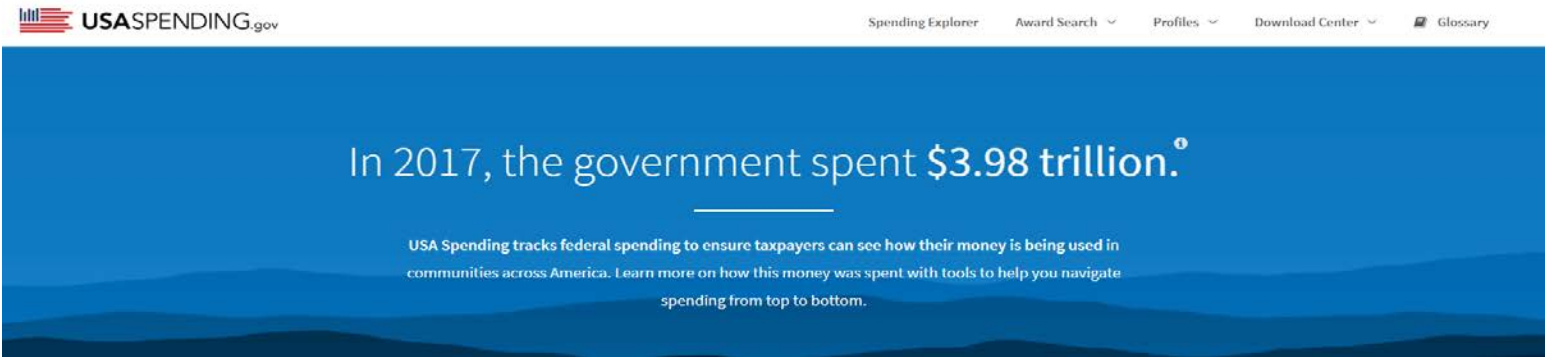 USASPENDING.gov
Spending Explorer Award Search Profiles Download Center Glossary
In 2017, the government spent $3.98 trillion.
USA Spending tracks federal spending to ensure taxpayers can see how their money is being used in
communities across America. Learn more on how this money was spent with tools to help you navigate
spending from top to bottom.